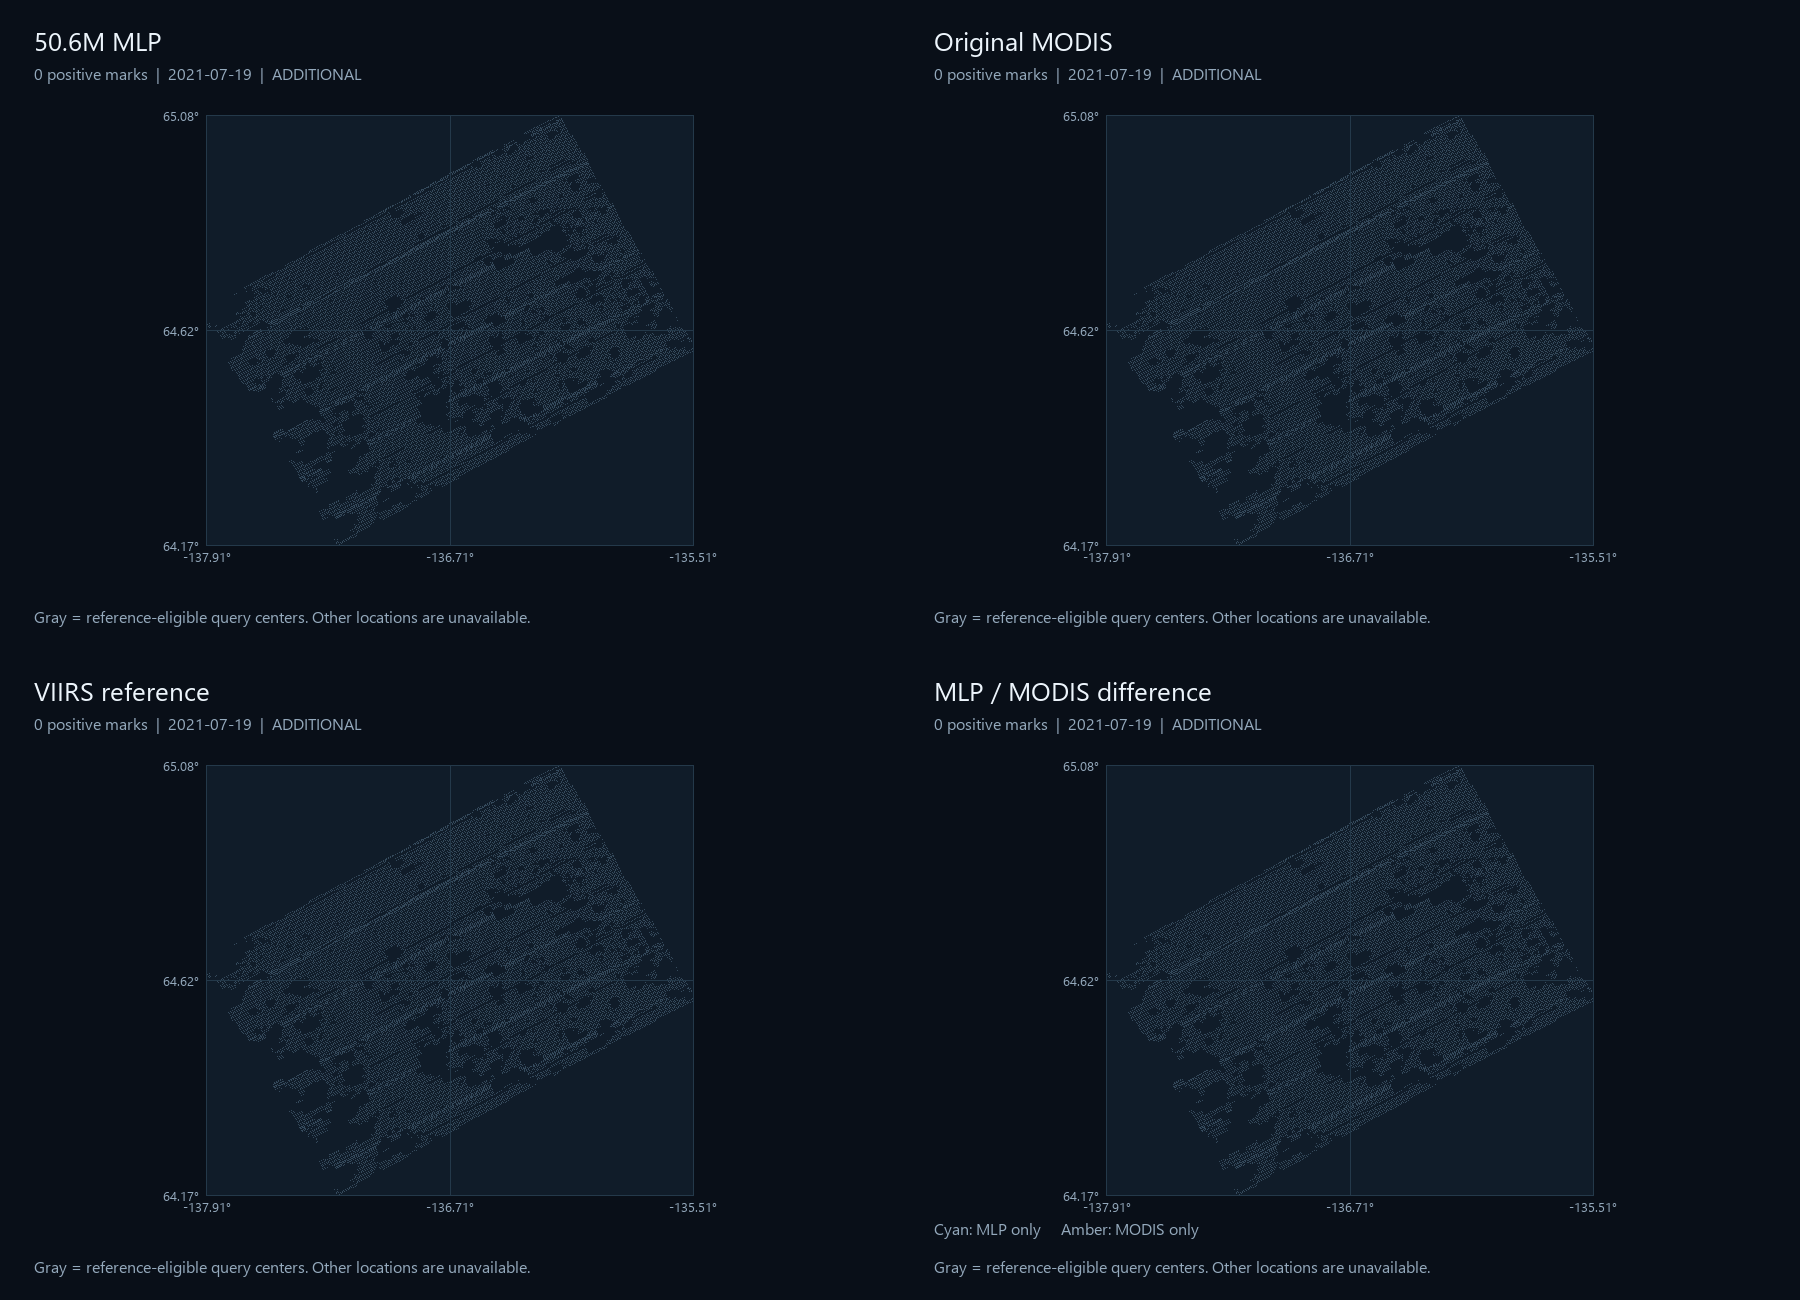 50.6M MLP
0 positive marks | 2021-07-19 | ADDITIONAL
65.08°
64.62°
64.17°
-137.91°
-136.71°
-135.51°
Gray = reference-eligible query centers. Other locations are unavailable.
Original MODIS
0 positive marks | 2021-07-19 | ADDITIONAL
65.08°
64.62°
64.17°
-137.91°
-136.71°
-135.51°
Gray = reference-eligible query centers. Other locations are unavailable.
VIIRS reference
0 positive marks | 2021-07-19 | ADDITIONAL
65.08°
64.62°
64.17°
-137.91°
-136.71°
-135.51°
Gray = reference-eligible query centers. Other locations are unavailable.
MLP / MODIS difference
0 positive marks | 2021-07-19 | ADDITIONAL
65.08°
64.62°
64.17°
-137.91°
-136.71°
-135.51°
Cyan: MLP only Amber: MODIS only
Gray = reference-eligible query centers. Other locations are unavailable.